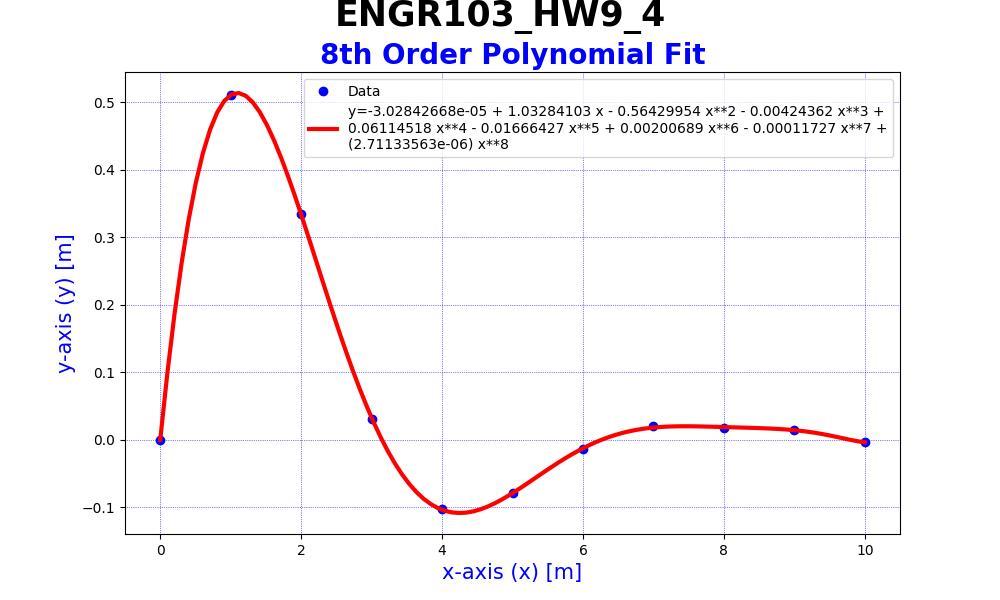 ENGR103_HW9_4
8th Order Polynomial Fit
Data
y=-3.02842668e-05 + 1.03284103 x - 0.56429954 x**2 - 0.00424362 x**3 +
0.06114518 x**4 - 0.01666427 x**5 + 0.00200689 x**6 - 0.00011727 x**7 +
(2.71133563e-06) x**8
y-axis (y) [m]
0.5
0.4
0.3
0.2
0.1
0.0
−0.1
0 2 4 6 8 10
x-axis (x) [m]